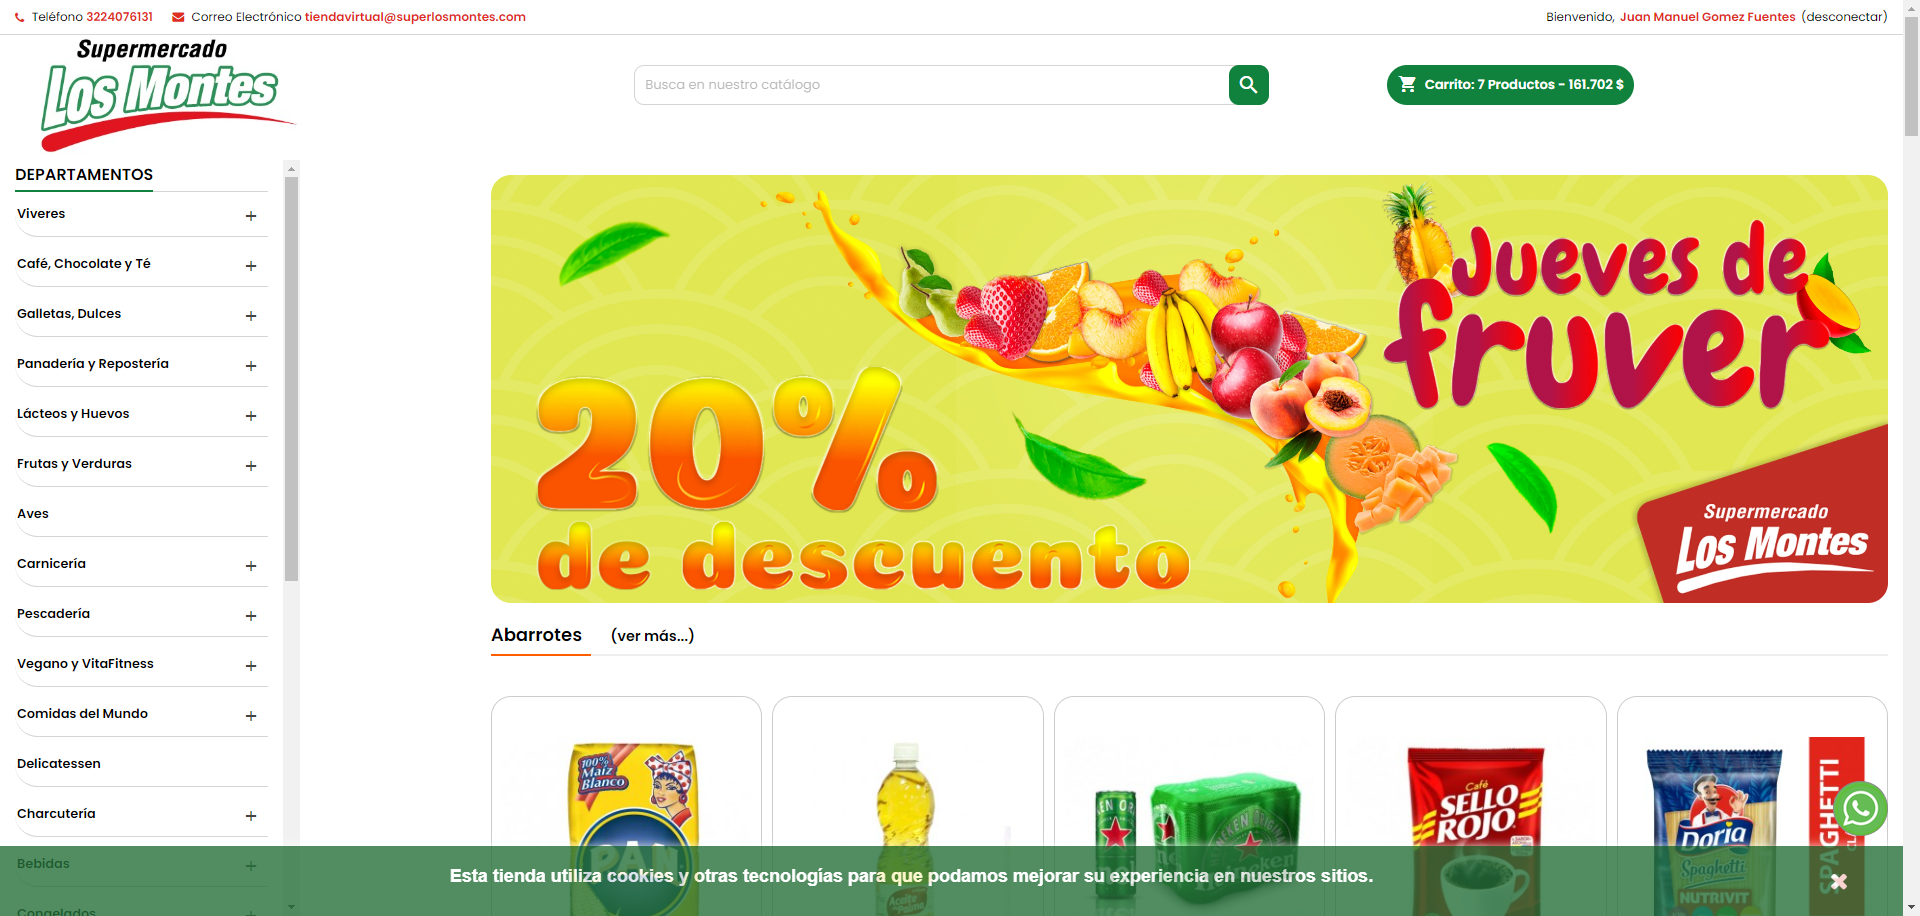 Teléfono 3224076131
Correo Electrónico tiendavirtual@superlosmontes.com
Bienvenido, Juan Manuel Gomez Fuentes (desconectar)
Supermercado
Los Montes
Busca en nuestro catálogo
Carrito: 7 Productos - 161.702 $
DEPARTAMENTOS
Viveres
Café, Chocolate y Té
Galletas, Dulces
Panadería y Repostería
Lácteos y Huevos
Frutas y Verduras
Aves
Carnicería
Pescadería
Vegano y VitaFitness
Comidas del Mundo
Delicatessen
Charcutería
Bebidas
Congelados
Jueves de
fruver
20%
de descuento
Supermercado
Los Montes
Abarrotes (ver más...)
100%
Maíz
Blanco
PAN
Aceite
de Palma
Heineken
Café
SELLO
ROJO
Doria
Spaghetti
NUTRIVIT
SPAGHETTI
Esta tienda utiliza cookies y otras tecnologías para que podamos mejorar su experiencia en nuestros sitios.